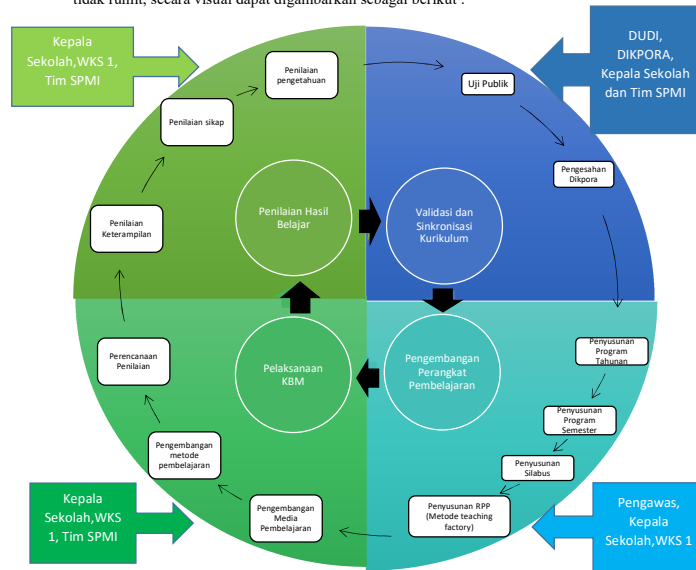 tidak rumit, secara visual dapat digambarkan sebagai berikut :
Kepala
Sekolah,WKS 1,
Tim SPMI
DUDI,
DIKPORA,
Kepala Sekolah
dan Tim SPMI
Penilaian
pengetahuan
Uji Publik
Penilaian sikap
Pengesahan
Dikpora
Penilaian
Keterampilan
Penilaian Hasil
Belajar
Validasi dan
Sinkronisasi
Kurikulum
Penyusunan
Program
Tahunan
Perencanaan
Penilaian
Pelaksanaan
KBM
Pengembangan
Perangkat
Pembelajaran
Penyusunan
Program
Semester
Pengembangan
metode
pembelajaran
Penyusunan
Silabus
Pengembangan
Media
Pembelajaran
Penyusunan RPP
(Metode teaching
factory)
Kepala
Sekolah,WKS
1, Tim SPMI
Pengawas,
Kepala
Sekolah,WKS 1